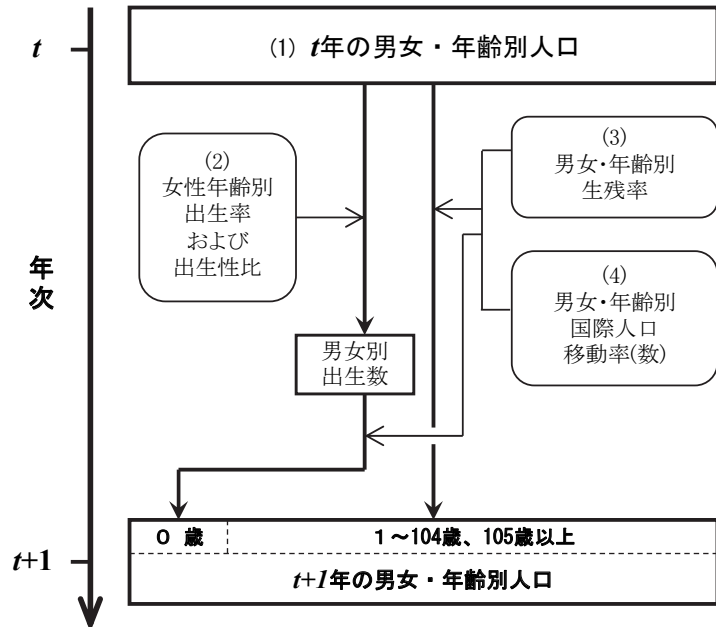 t
(1) t年の男女・年齢別人口
(2)
女性年齢別
出生率
および
出生性比
(3)
男女・年齢別
生残率
年次
(4)
男女・年齢別
国際人口
移動率(数)
男女別
出生数
０ 歳
１～104歳、105歳以上
t+1
t+1年の男女・年齢別人口